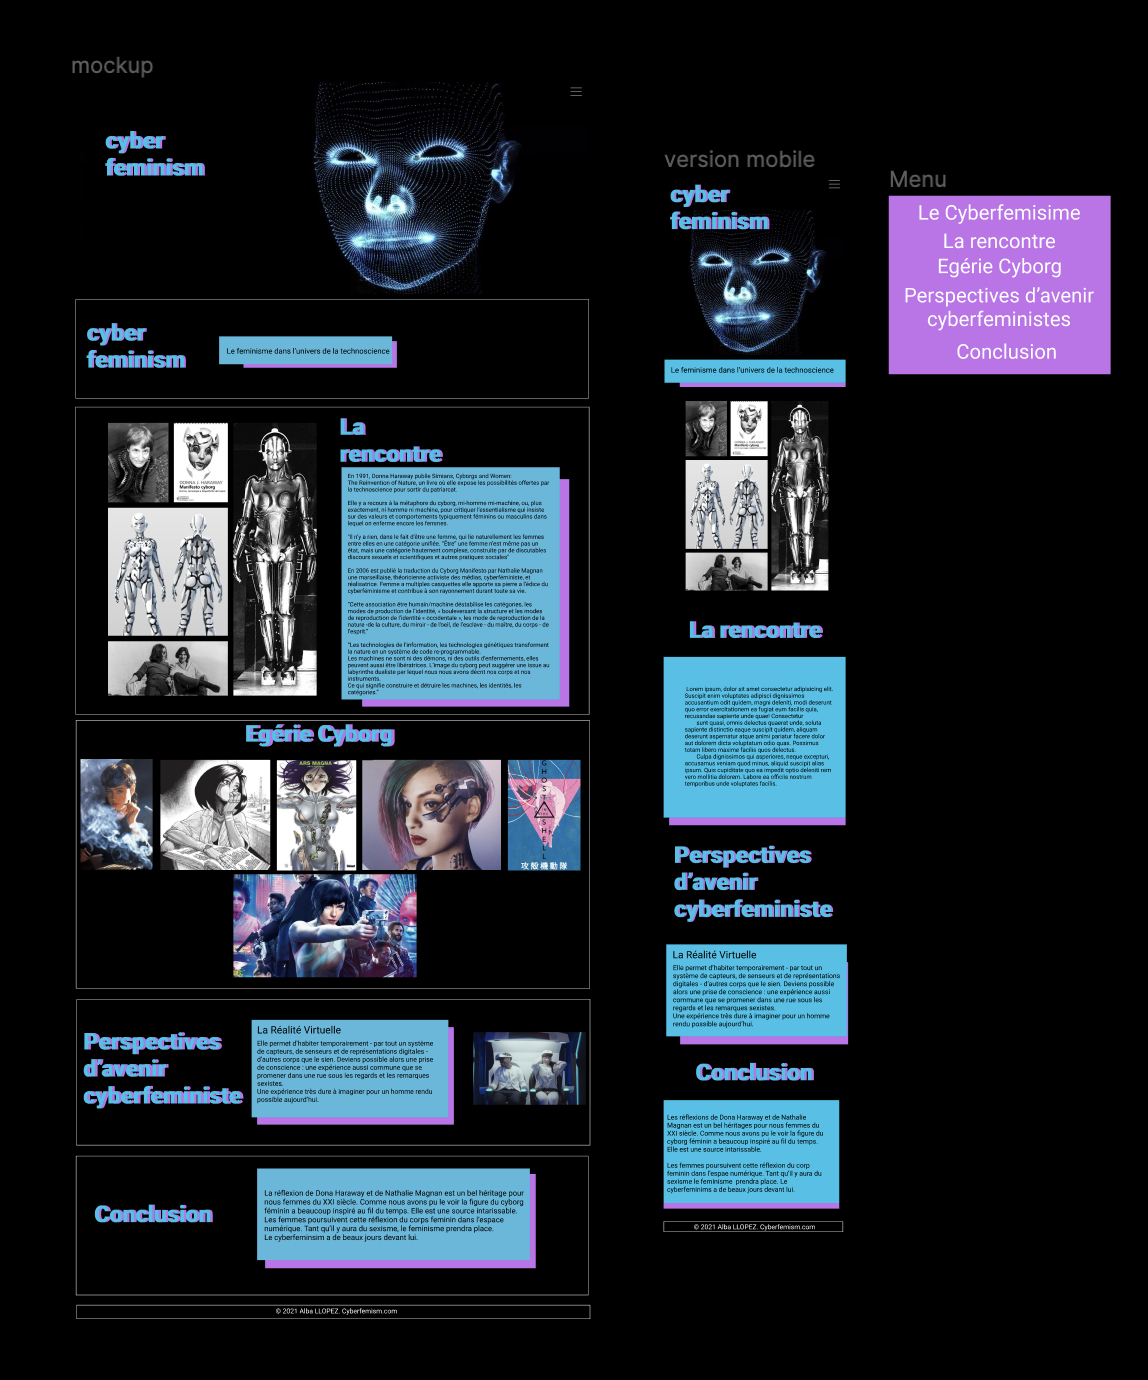 mockup
cyber
feminism
cyber
feminism
Le feminisme dans l'univers de la technoscience
DONNA J. HARAWAY
Manifesto cyborg
La
rencontre
En 1991, Donna Haraway publie Simians, Cyborgs and Women:
The Reinvention of Nature, un livre où elle expose les possibilités offertes par
la technoscience pour sortir du patriarcat.
Elle y a recours à la métaphore du cyborg, mi-homme mi-machine, ou, plus
exactement, ni homme ni machine, pour critiquer l'essentialisme qui insiste
sur des valeurs et comportements typiquement féminins ou masculins dans
lequel on enferme encore les femmes.
"Il n'y a rien, dans le fait d'être une femme, qui lie naturellement les femmes
entre elles en une catégorie unifiée. "Être" une femme n'est même pas un
état, mais une catégorie hautement complexe, construite par de discutables
discours sexuels et scientifiques et autres pratiques sociales"
En 2006 est publié la traduction du Cyborg Manifesto par Nathalie Magnan
une marseillaise, théoricienne activiste des médias, cyberféministe, et
réalisatrice. Femme a multiples casquettes elle apporte sa pierre a l'édice du
cyberféminisme et contribue à son rayonnement durant toute sa vie.
"Cette association être humain/machine déstabilise les catégories, les
modes de production de l'identité, « bouleversant la structure et les modes
de reproduction de l'identité « occidentale », les mode de reproduction de la
nature -de la culture, du miroir - de l'oeil, de l'esclave - du maître, du corps - de
l'esprit."
"Les technologies de l'information, les technologies génétiques transforment
la nature en un système de code re-programmable.
Les machines ne sont ni des démons, ni des outils d'enfermements, elles
peuvent aussi être libératrices. L'image du cyborg peut suggérer une issue au
labyrinthe dualiste par lequel nous nous avons décrit nos corps et nos
instruments.
Ce qui signifie construire et détruire les machines, les identités, les
catégories."
Egérie Cyborg
ARS MAGNA
GHOST
SHELL
攻殻機動隊
Perspectives
d'avenir
cyberfeministe
La Réalité Virtuelle
Elle permet d'habiter temporairement - par tout un système
de capteurs, de senseurs et de représentations digitales -
d'autres corps que le sien. Deviens possible alors une prise
de conscience : une expérience aussi commune que se
promener dans une rue sous les regards et les remarques
sexistes.
Une expérience très dure à imaginer pour un homme rendu
possible aujourd'hui.
Conclusion
La réflexion de Dona Haraway et de Nathalie Magnan est un bel héritage pour
nous femmes du XXI siècle. Comme nous avons pu le voir la figure du cyborg
féminin a beaucoup inspiré au fil du temps. Elle est une source intarissable.
Les femmes poursuivent cette réflexion du corps feminin dans l'espace
numérique. Tant qu'il y aura du sexisme, le feminisme prendra place.
Le cyberfeminsim a de beaux jours devant lui.
© 2021 Alba LLOPEZ. Cyberfemism.com
version mobile
cyber
feminism
Le feminisme dans l'univers de la technoscience
DONNA J. HARAWAY
Manifesto cyborg
La rencontre
Lorem ipsum, dolor sit amet consectetur adipisicing elit.
Suscipit enim voluptates adipisci dignissimos
accusantium odit quidem, magni deleniti, modi deserunt
quo error exercitationem ea fugiat eum facilis quia,
recusandae sapiente unde quae! Consectetur
sunt quasi, omnis delectus quaerat unde, soluta
sapiente distinctio eaque suscipit quidem, aliquam
deserunt aspernatur atque animi pariatur facere dolor
aut dolorem dicta voluptatum odio quas. Possimus
totam libero maxime facilis quos delectus.
Culpa dignissimos qui asperiores, neque excepturi,
accusamus veniam quod minus, aliquid suscipit alias
ipsum. Quis cupiditate quo ea impedit optio deleniti rem
vero mollitia dolorem. Labore ea officiis nostrum
temporibus unde voluptates facilis.
Perspectives
d'avenir
cyberfeministe
La Réalité Virtuelle
Elle permet d'habiter temporairement - par tout un
système de capteurs, de senseurs et de représentations
digitales - d'autres corps que le sien. Deviens possible
alors une prise de conscience : une expérience aussi
commune que se promener dans une rue sous les
regards et les remarques sexistes.
Une expérience très dure à imaginer pour un homme
rendu possible aujourd'hui.
Conclusion
Les réflexions de Dona Haraway et de Nathalie
Magnan est un bel héritages pour nous femmes du
XXI siècle. Comme nous avons pu le voir la figure du
cyborg féminin a beaucoup inspiré au fil du temps.
Elle est une source intarissable.
Les femmes poursuivent cette réflexion du corp
feminin dans l'espae numérique. Tant qu'il y aura du
sexisme le feminisme prendra place. Le
cyberfeminims a de beaux jours devant lui.
© 2021 Alba LLOPEZ. Cyberfemism.com
Menu
Le Cyberfemisime
La rencontre
Egérie Cyborg
Perspectives d'avenir
cyberfeministes
Conclusion